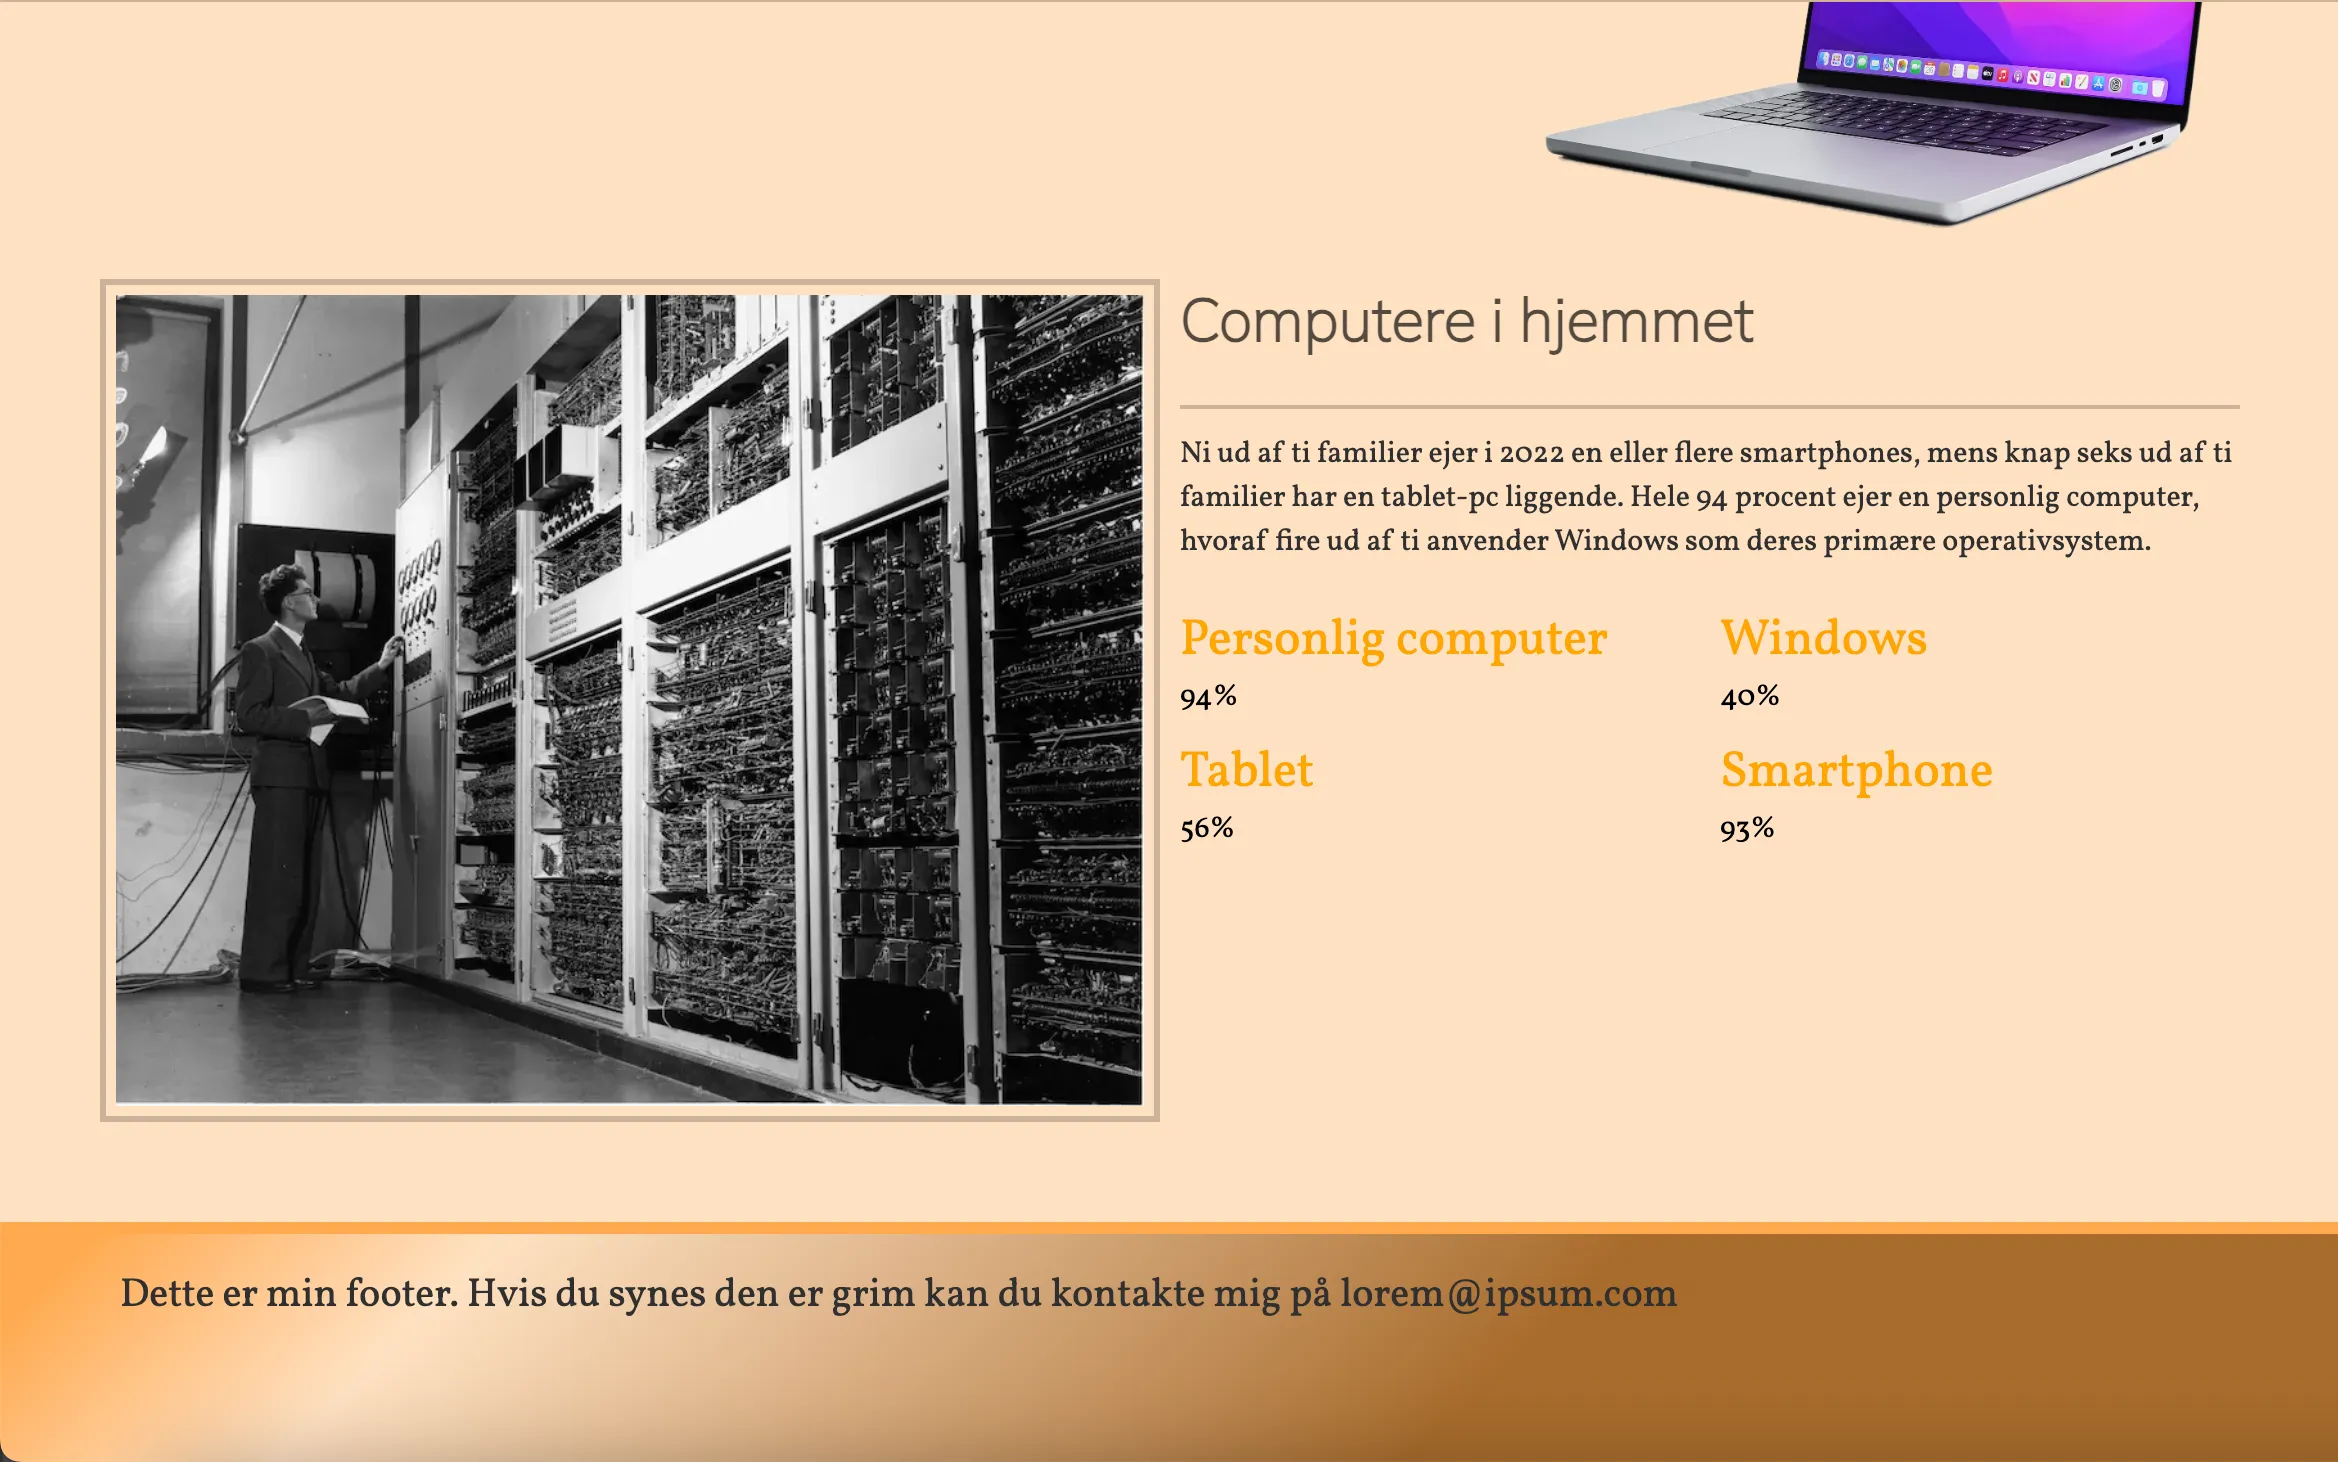 Computere i hjemmet
Ni ud af ti familier ejer i 2022 en eller flere smartphones, mens knap seks ud af ti
familier har en tablet-pc liggende. Hele 94 procent ejer en personlig computer,
hvoraf fire ud af ti anvender Windows som deres primære operativsystem.
Personlig computer
94%
Windows
40%
Tablet
56%
Smartphone
93%
Dette er min footer. Hvis du synes den er grim kan du kontakte mig på lorem@ipsum.com